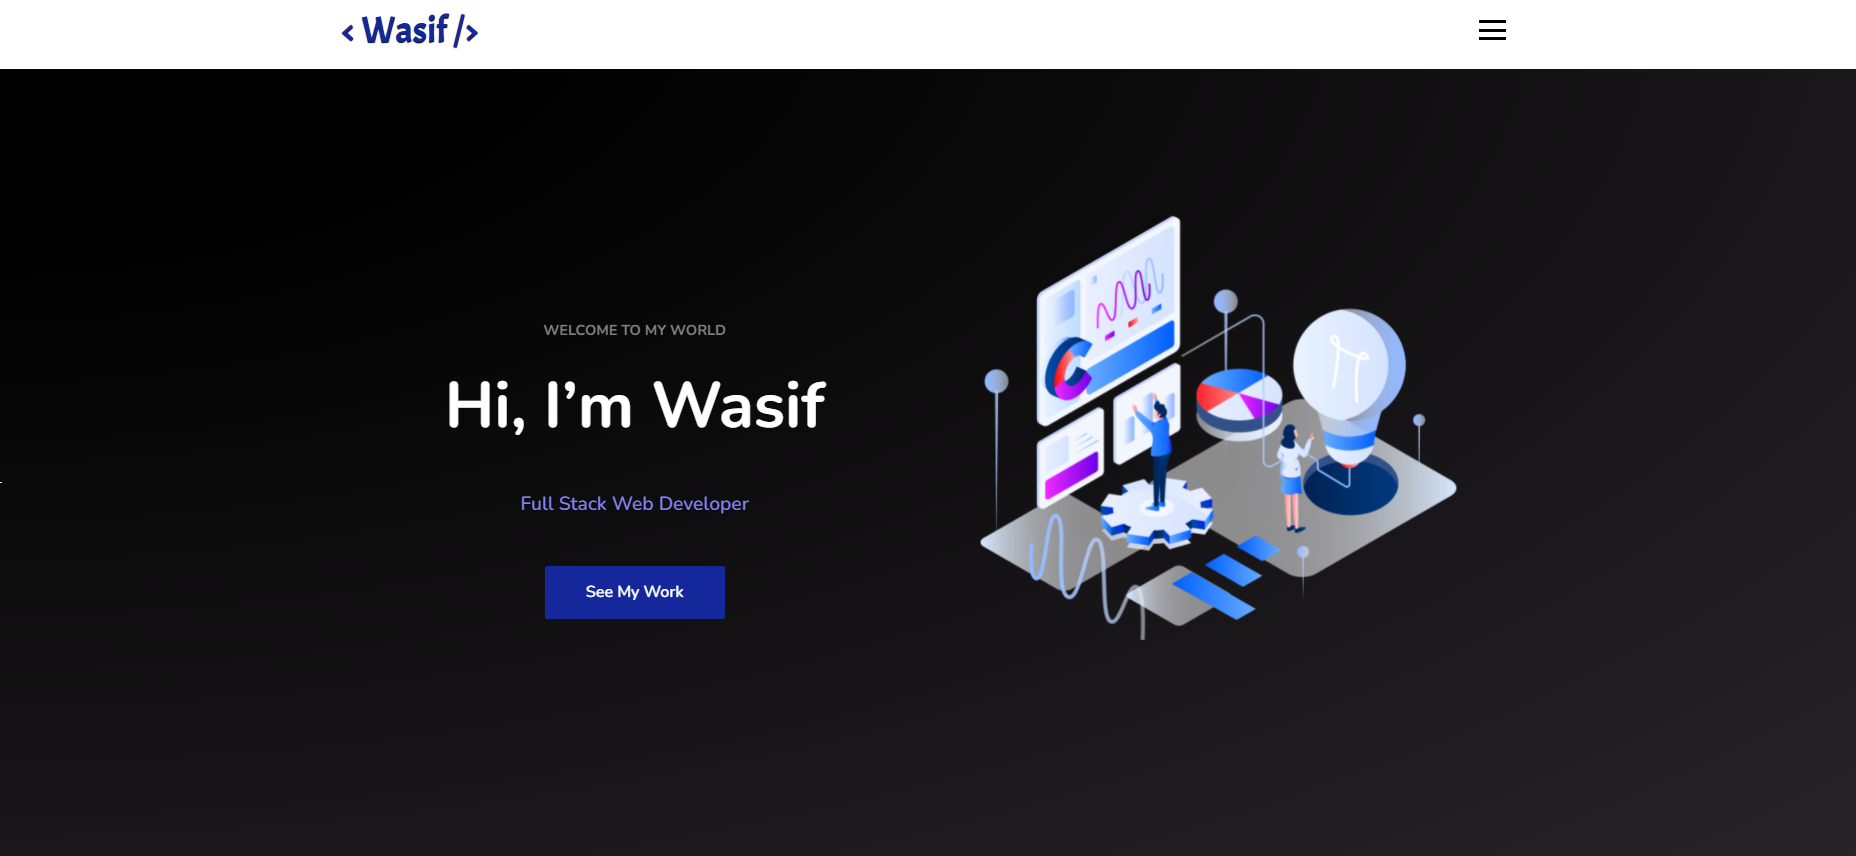 < Wasif />
WELCOME TO MY WORLD
Hi, I’m Wasif
Full Stack Web Developer
See My Work